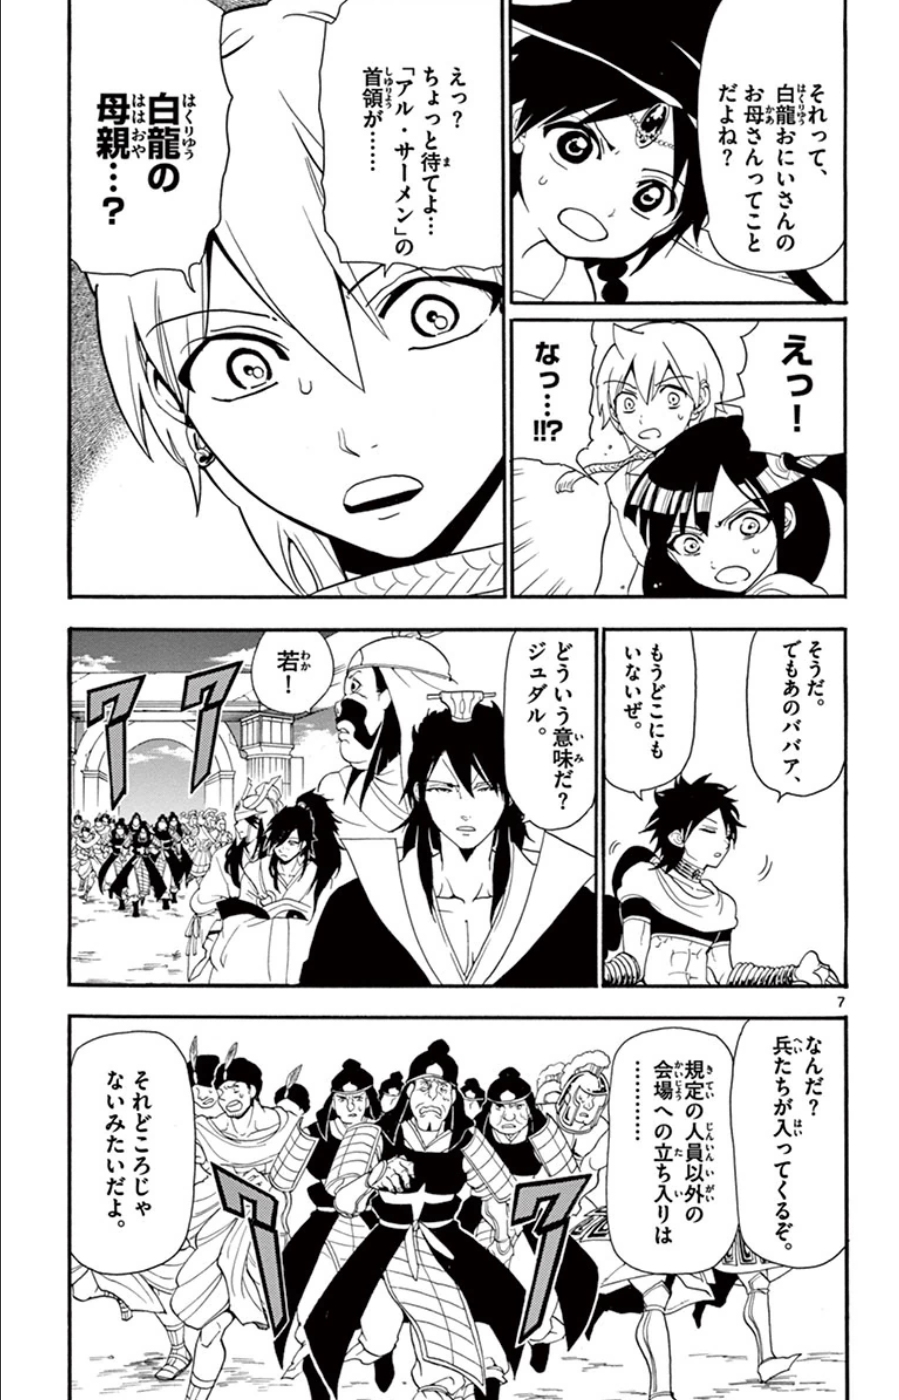 それって、
白龍おにいさんの
お母さんってこと
だよね?
えっ!
なっ…!!?
えっ?
ちょっと待てよ…
「アル・サーメン」の
首領が……
白龍の
母親…?
そうだ。
でもあのババア、
もうどこにも
いないぜ。
どういう意味だ?
ジュダル。
若!
ワ
ワ
7
なんだ?
兵たちが入ってくるぞ。
規定の人員以外の
会場への立ち入りは
…………
ワ
ワ
それどころじゃ
ないみたいだよ。